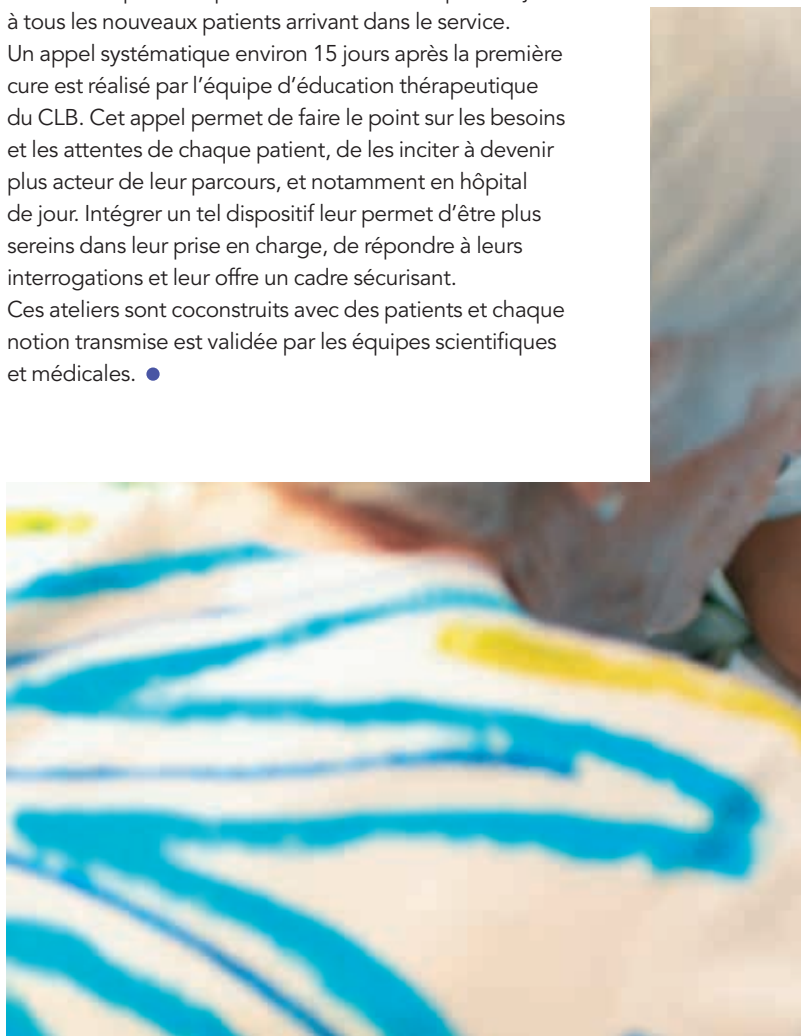 à tous les nouveaux patients arrivant dans le service.
Un appel systématique environ 15 jours après la première
cure est réalisé par l’équipe d’éducation thérapeutique
du CLB. Cet appel permet de faire le point sur les besoins
et les attentes de chaque patient, de les inciter à devenir
plus acteur de leur parcours, et notamment en hôpital
de jour. Intégrer un tel dispositif leur permet d’être plus
sereins dans leur prise en charge, de répondre à leurs
interrogations et leur offre un cadre sécurisant.
Ces ateliers sont coconstruits avec des patients et chaque
notion transmise est validée par les équipes scientifiques
et médicales.